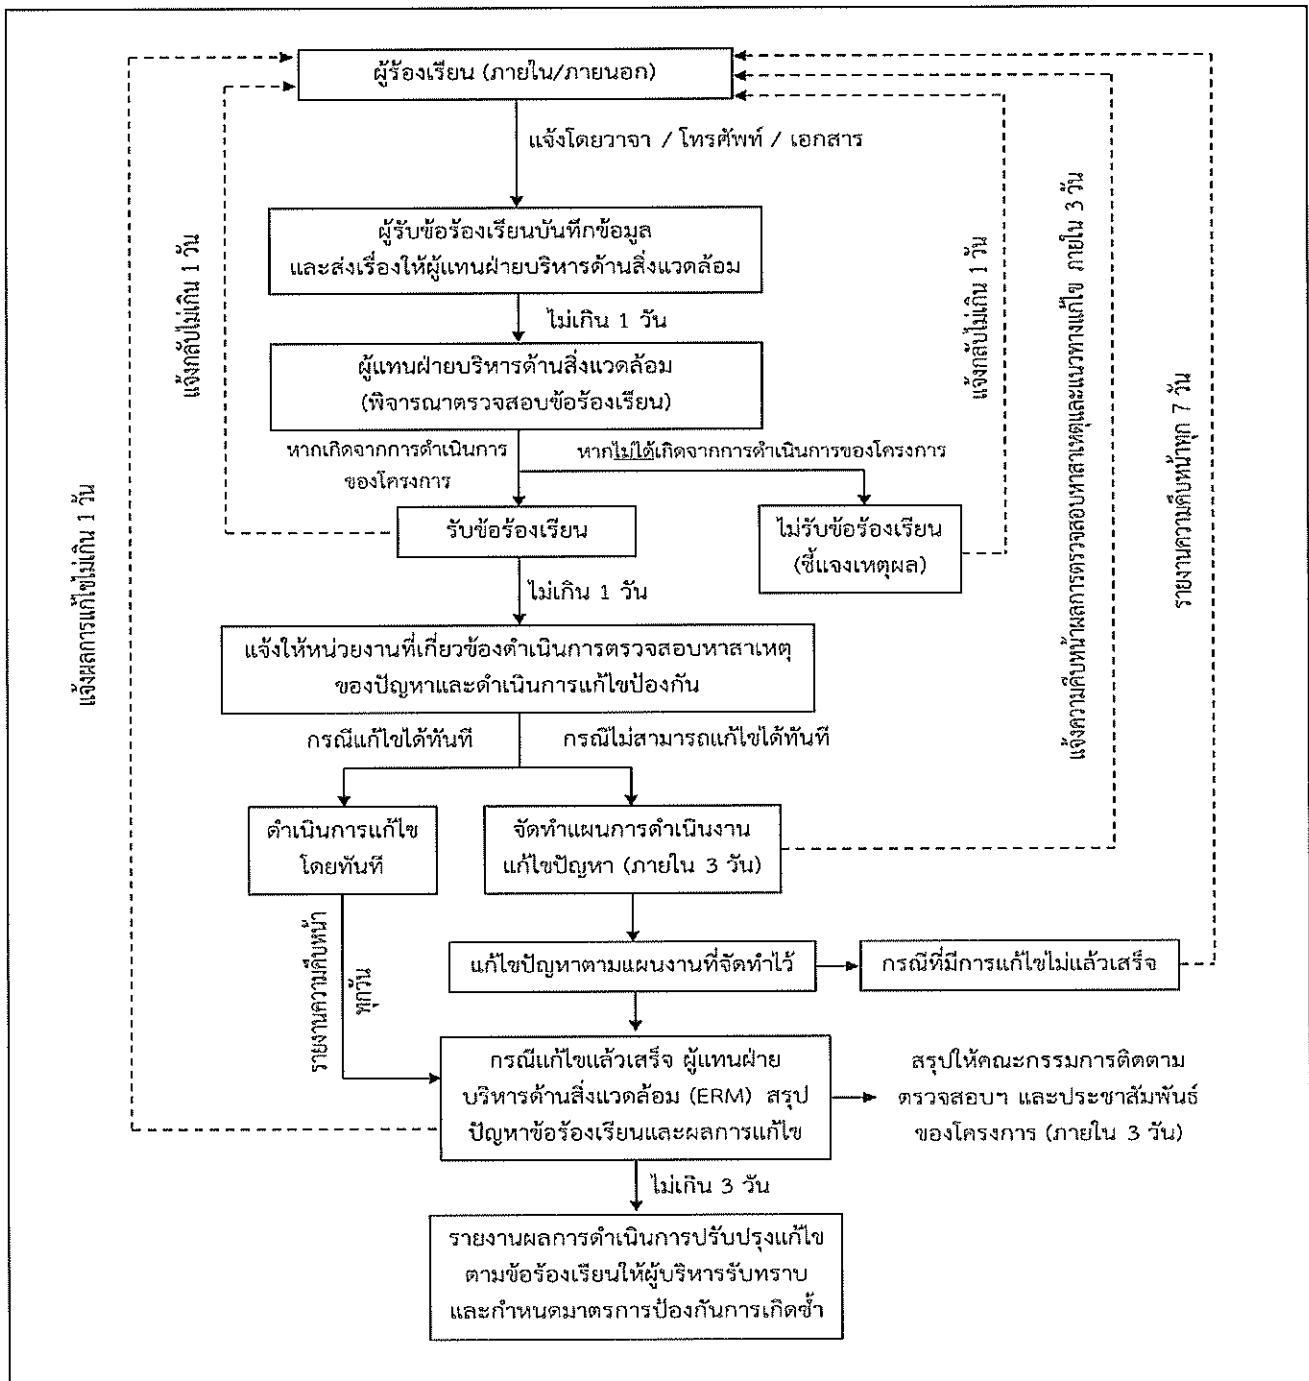 ผู้ร้องเรียน (ภายใน/ภายนอก)
แจ้งโดยวาจา / โทรศัพท์ / เอกสาร
ผู้รับข้อร้องเรียนบันทึกข้อมูล
และส่งเรื่องให้ผู้แทนฝ่ายบริหารด้านสิ่งแวดล้อม
ไม่เกิน 1 วัน
ผู้แทนฝ่ายบริหารด้านสิ่งแวดล้อม
(พิจารณาตรวจสอบข้อร้องเรียน)
หากเกิดจากการดำเนินการ
ของโครงการ
หากไม่ได้เกิดจากการดำเนินการของโครงการ
รับข้อร้องเรียน
ไม่รับข้อร้องเรียน
(ชี้แจงเหตุผล)
ไม่เกิน 1 วัน
แจ้งให้หน่วยงานที่เกี่ยวข้องดำเนินการตรวจสอบหาสาเหตุ
ของปัญหาและดำเนินการแก้ไขป้องกัน
กรณีแก้ไขได้ทันที
กรณีไม่สามารถแก้ไขได้ทันที
ดำเนินการแก้ไข
โดยทันที
จัดทำแผนการดำเนินงาน
แก้ไขปัญหา (ภายใน 3 วัน)
รายงานความคืบหน้า
ทุกวัน
แก้ไขปัญหาตามแผนงานที่จัดทำไว้
กรณีที่มีการแก้ไขไม่แล้วเสร็จ
กรณีแก้ไขแล้วเสร็จ ผู้แทนฝ่าย
บริหารด้านสิ่งแวดล้อม (ERM) สรุป
ปัญหาข้อร้องเรียนและผลการแก้ไข
สรุปให้คณะกรรมการติดตาม
ตรวจสอบฯ และประชาสัมพันธ์
ของโครงการ (ภายใน 3 วัน)
ไม่เกิน 3 วัน
รายงานผลการดำเนินการปรับปรุงแก้ไข
ตามข้อร้องเรียนให้ผู้บริหารรับทราบ
และกำหนดมาตรการป้องกันการเกิดซ้ำ
แจ้งผลการแก้ไขไม่เกิน 1 วัน
แจ้งกลับไม่เกิน 1 วัน
แจ้งกลับไม่เกิน 1 วัน
แจ้งความคืบหน้าผลการตรวจสอบหาสาเหตุและแนวทางแก้ไข ภายใน 3 วัน
รายงานความคืบหน้าทุก 7 วัน